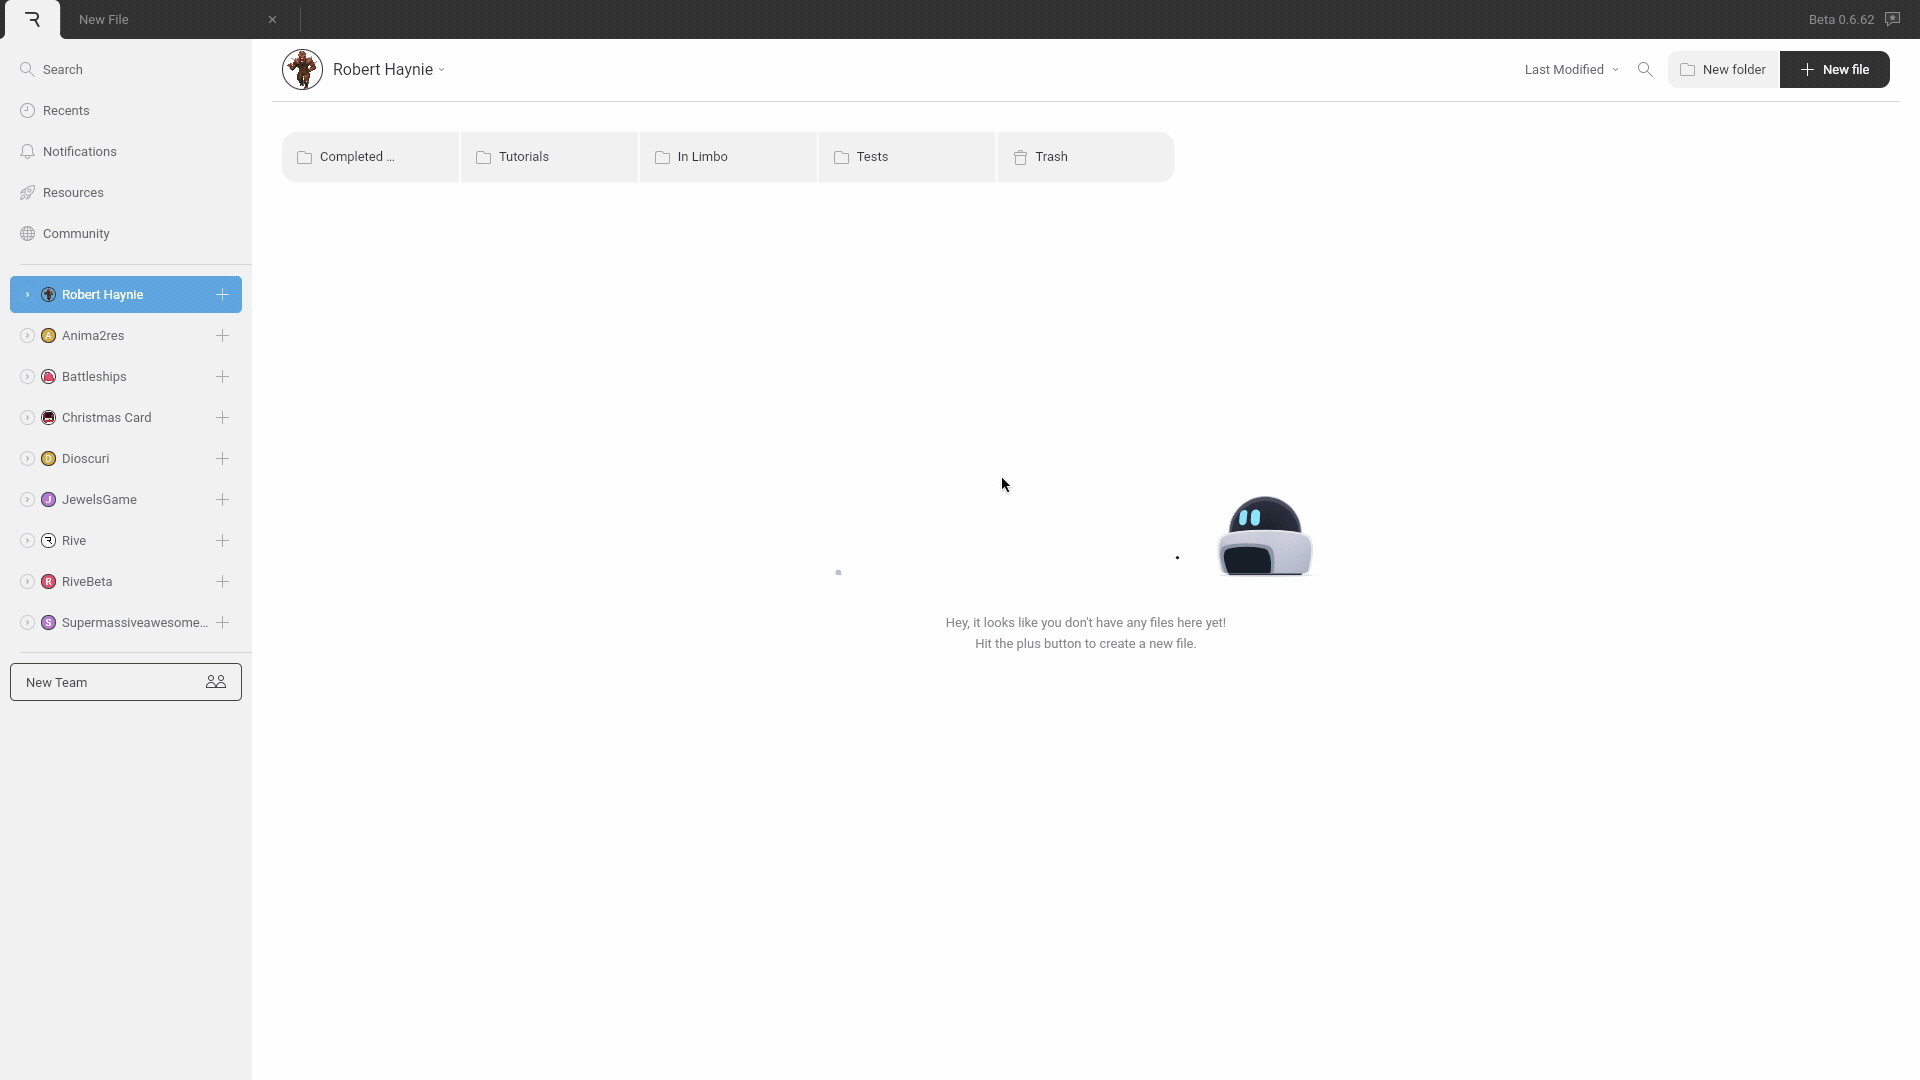 New File
Beta 0.6.62
Search
Recents
Notifications
Resources
Community
Robert Haynie
Anima2res
Battleships
Christmas Card
Dioscuri
JewelsGame
Rive
RiveBeta
Supermassiveawesome...
New Team
Robert Haynie
Last Modified
New folder
New file
Completed ...
Tutorials
In Limbo
Tests
Trash
Hey, it looks like you don't have any files here yet!
Hit the plus button to create a new file.